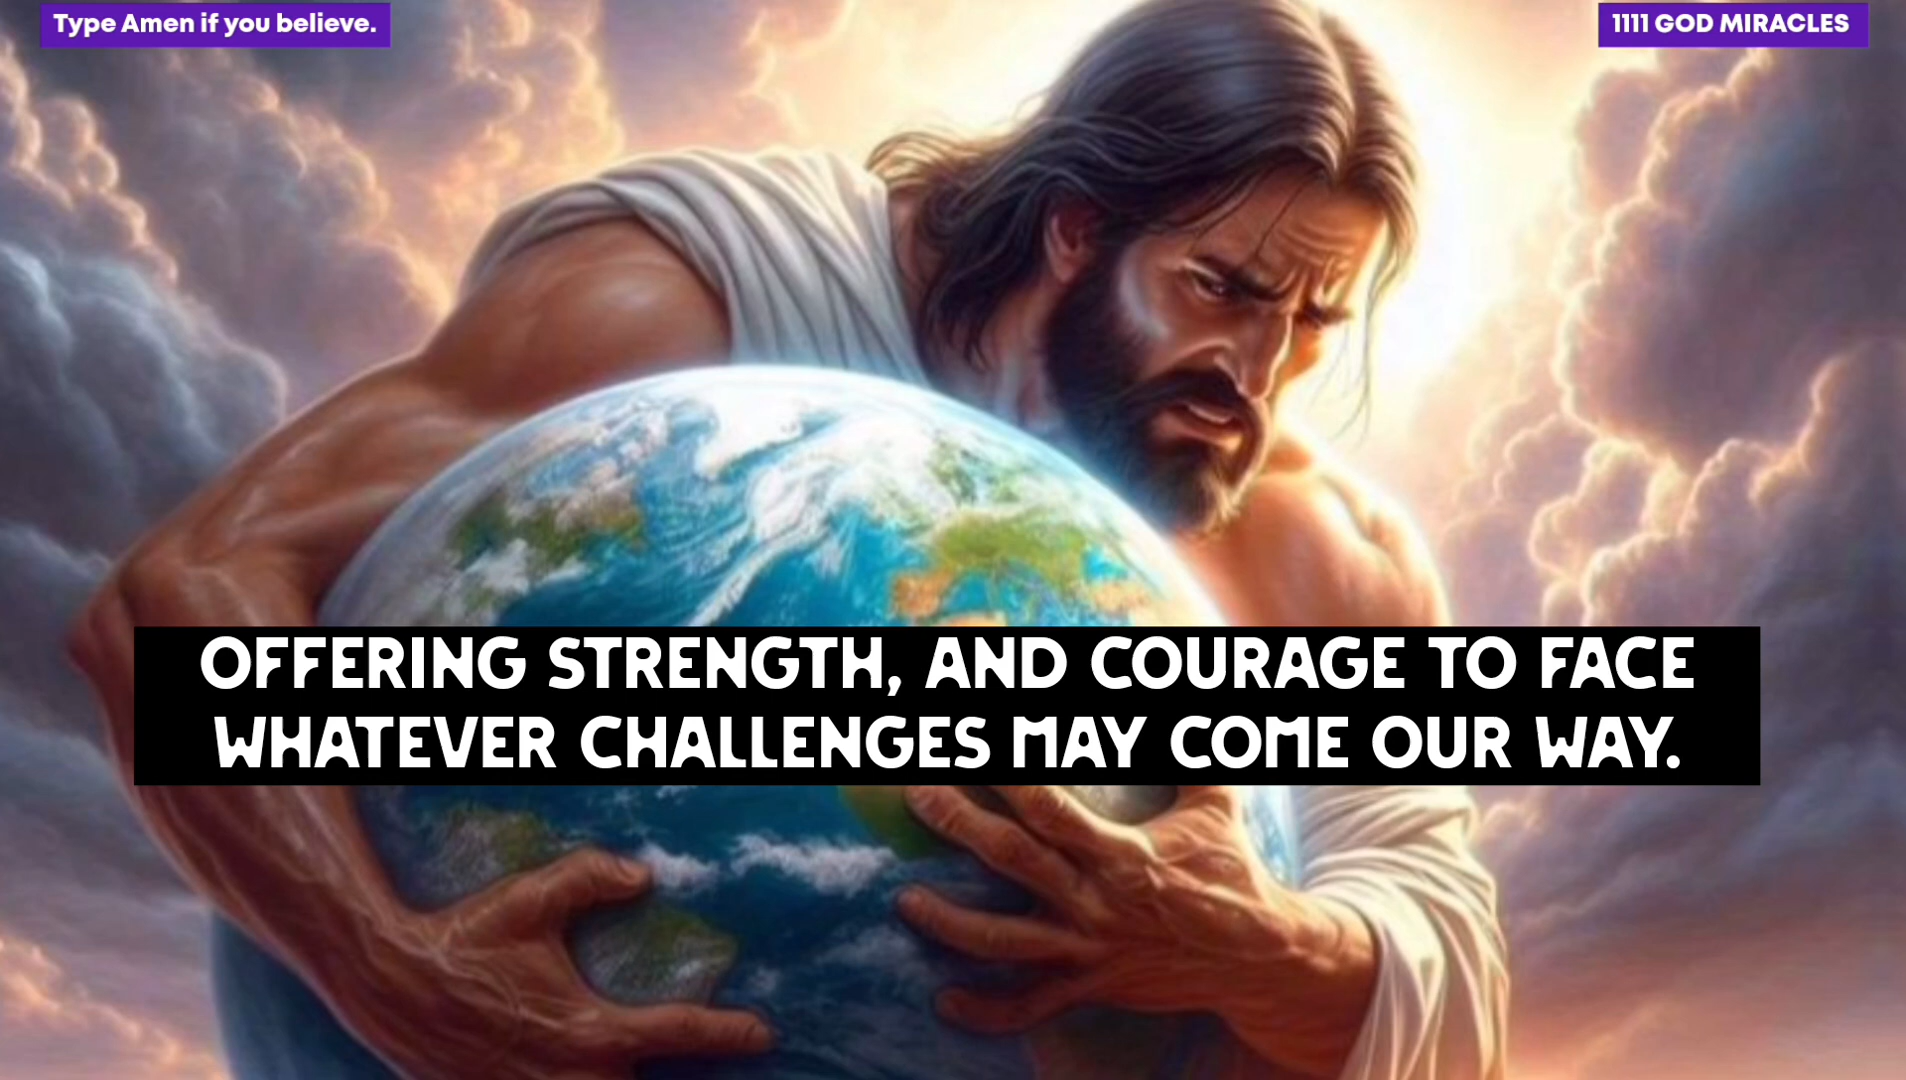 Type Amen if you believe.
1111 GOD MIRACLES
OFFERING STRENGTH, AND COURAGE TO FACE
WHATEVER CHALLENGES MAY COME OUR WAY.